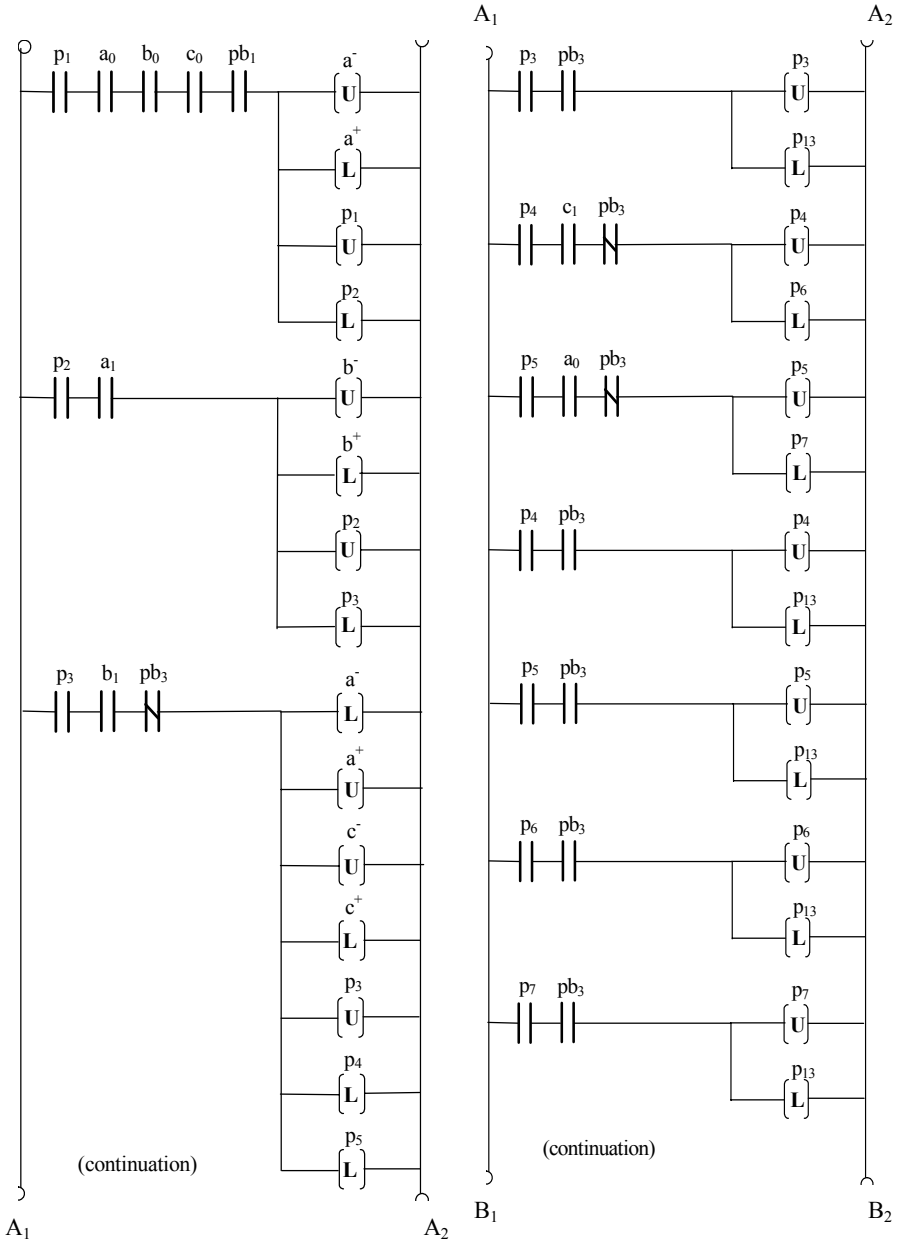 p₁ a₀ b₀ c₀ pb₁ a⁻
U
a⁺
L
p₁
U
p₂
L
p₂ a₁ b⁻
U
b⁺
L
p₂
U
p₃
L
p₃ b₁ pb₃ a⁻
L
a⁺
U
c⁻
U
c⁺
L
p₃
U
p₄
L
p₅
L
(continuation)
A₁ A₂
A₁ A₂
p₃ pb₃ p₃
U
p₁₃
L
p₄ c₁ pb₃ p₄
U
p₆
L
p₅ a₀ pb₃ p₅
U
p₇
L
p₄ pb₃ p₄
U
p₁₃
L
p₅ pb₃ p₅
U
p₁₃
L
p₆ pb₃ p₆
U
p₁₃
L
p₇ pb₃ p₇
U
p₁₃
L
(continuation)
B₁ B₂